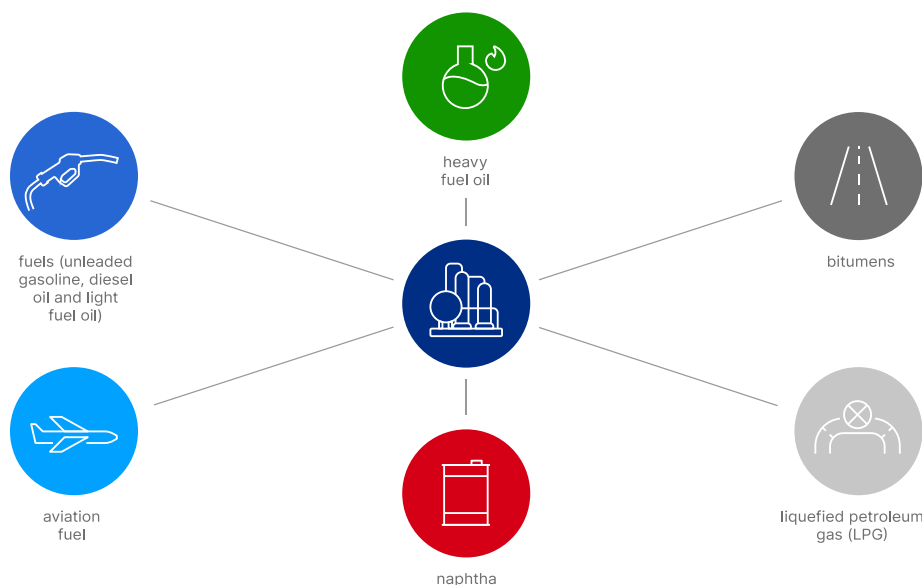 heavy
fuel oil
fuels (unleaded
gasoline, diesel
oil and light
fuel oil)
bitumens
aviation
fuel
liquefied petroleum
gas (LPG)
naphtha